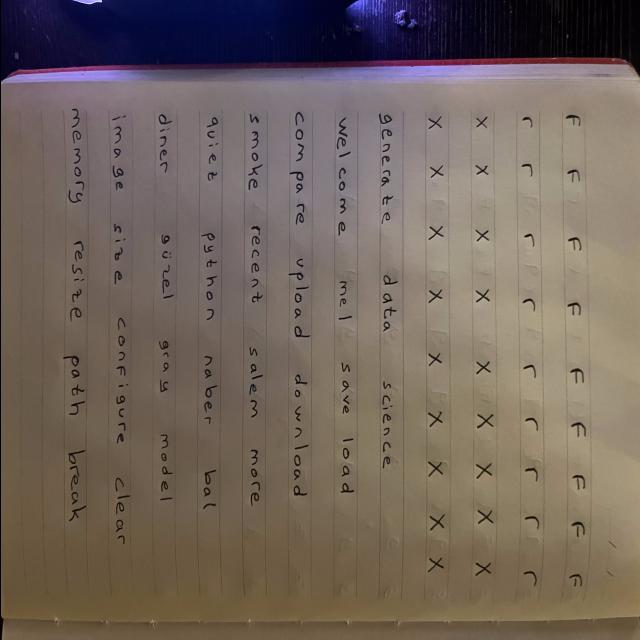 F F F F F F F F F
r r r r r r r r r
x x x x x x x x x
x x x x x x x x x
generate data science
welcome mel save load
compare upload download
smoke recent salem more
quiet python naber bal
diner güzel gray model
image size configure clear
memory resize path break